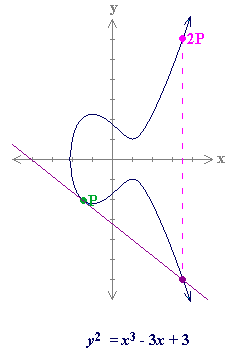 y
2P
x
P
y² = x³ - 3x + 3